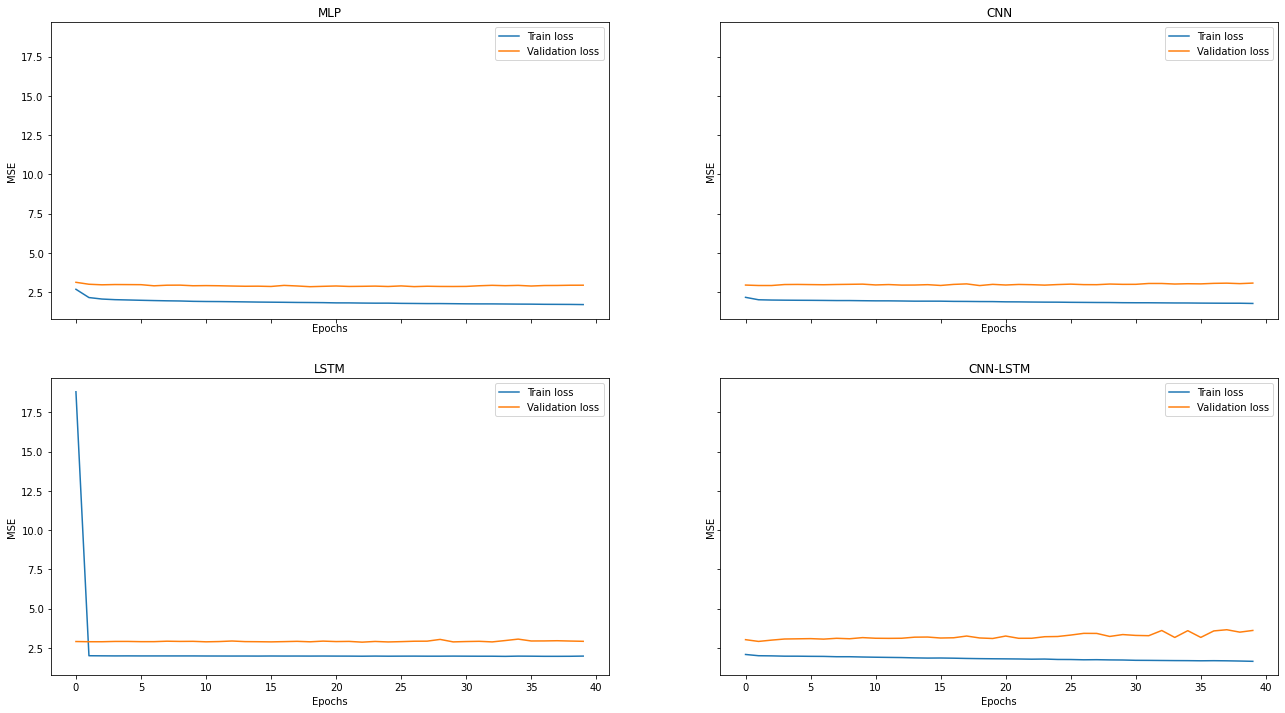 MLP
Train loss
Validation loss
17.5
15.0
12.5
10.0
7.5
5.0
2.5
MSE
Epochs
CNN
Train loss
Validation loss
MSE
Epochs
LSTM
Train loss
Validation loss
17.5
15.0
12.5
10.0
7.5
5.0
2.5
MSE
0 5 10 15 20 25 30 35 40
Epochs
CNN-LSTM
Train loss
Validation loss
MSE
0 5 10 15 20 25 30 35 40
Epochs